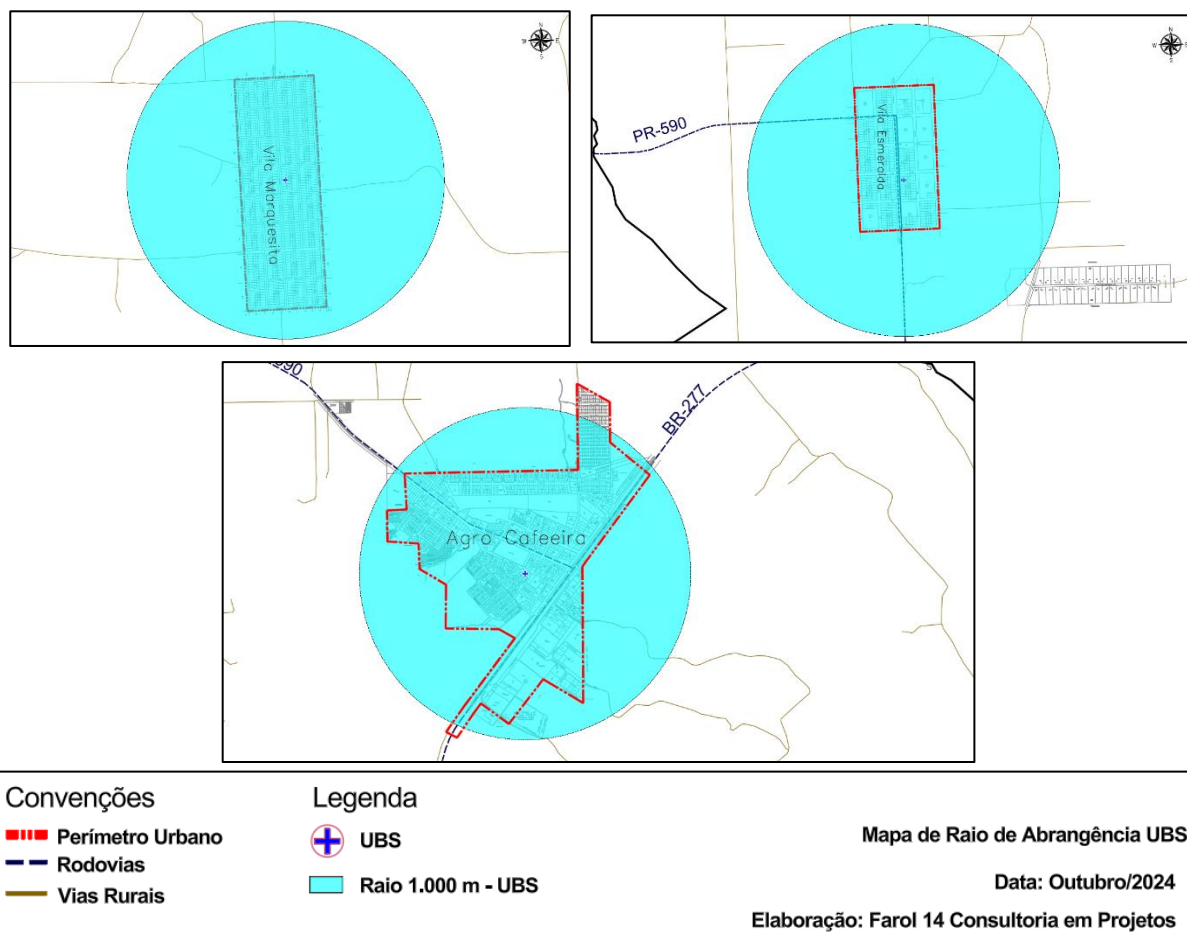 N
W E
S
Vila Marquesita
N
W E
S
PR-590
Vila Esmeralda
BR-277
Agro Cafeeira
Convenções
Perímetro Urbano
Rodovias
Vias Rurais
Legenda
UBS
Raio 1.000 m - UBS
Mapa de Raio de Abrangência UBS
Data: Outubro/2024
Elaboração: Farol 14 Consultoria em Projetos